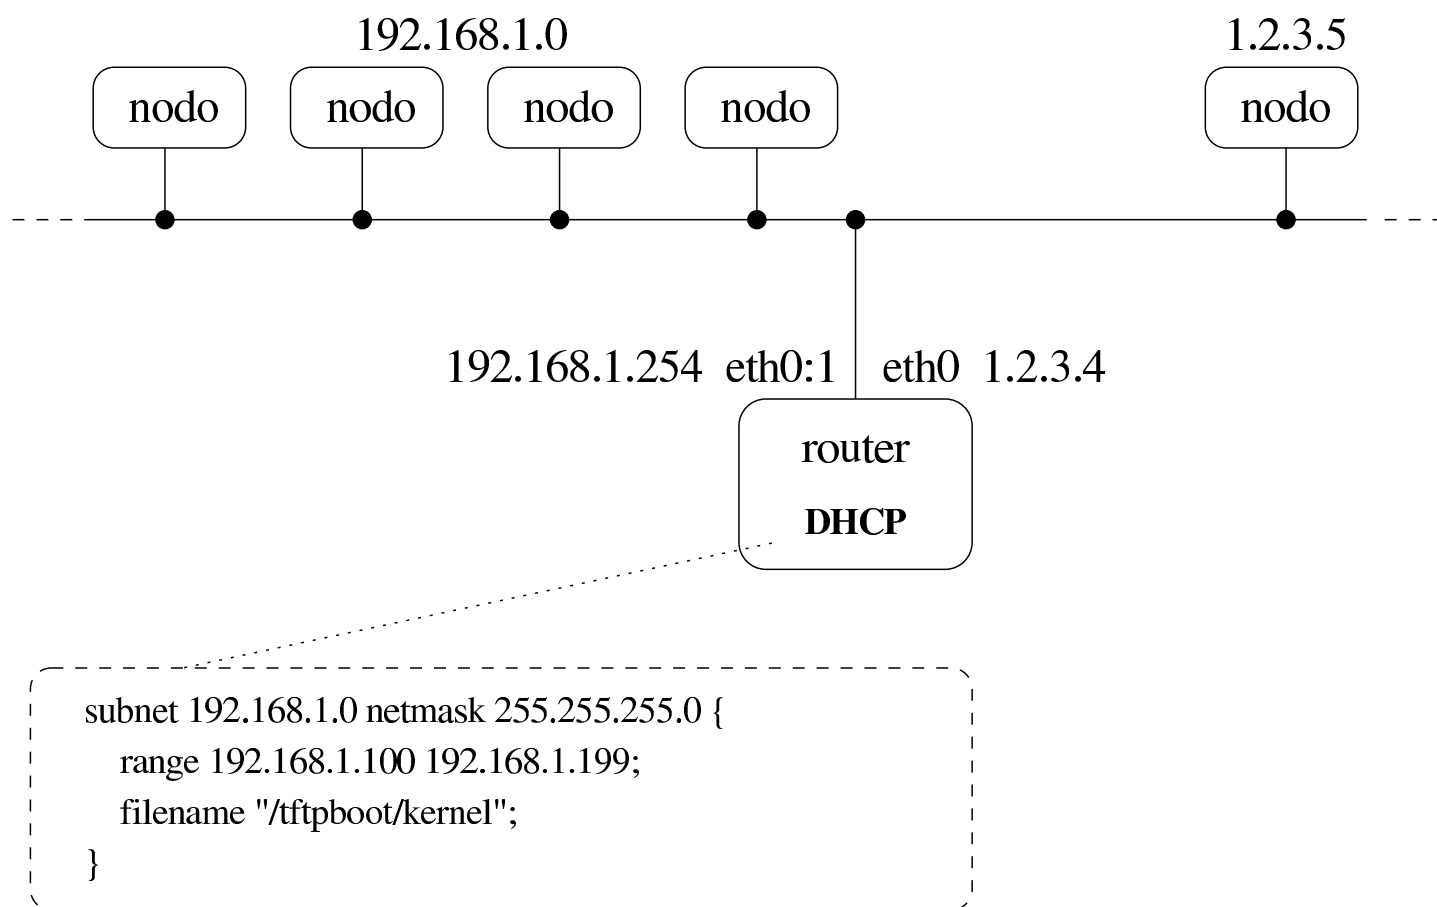 192.168.1.0
1.2.3.5
nodo
nodo
nodo
nodo
nodo
192.168.1.254 eth0:1 eth0 1.2.3.4
router
DHCP
subnet 192.168.1.0 netmask 255.255.255.0 {
range 192.168.1.100 192.168.1.199;
filename "/tftpboot/kernel";
}